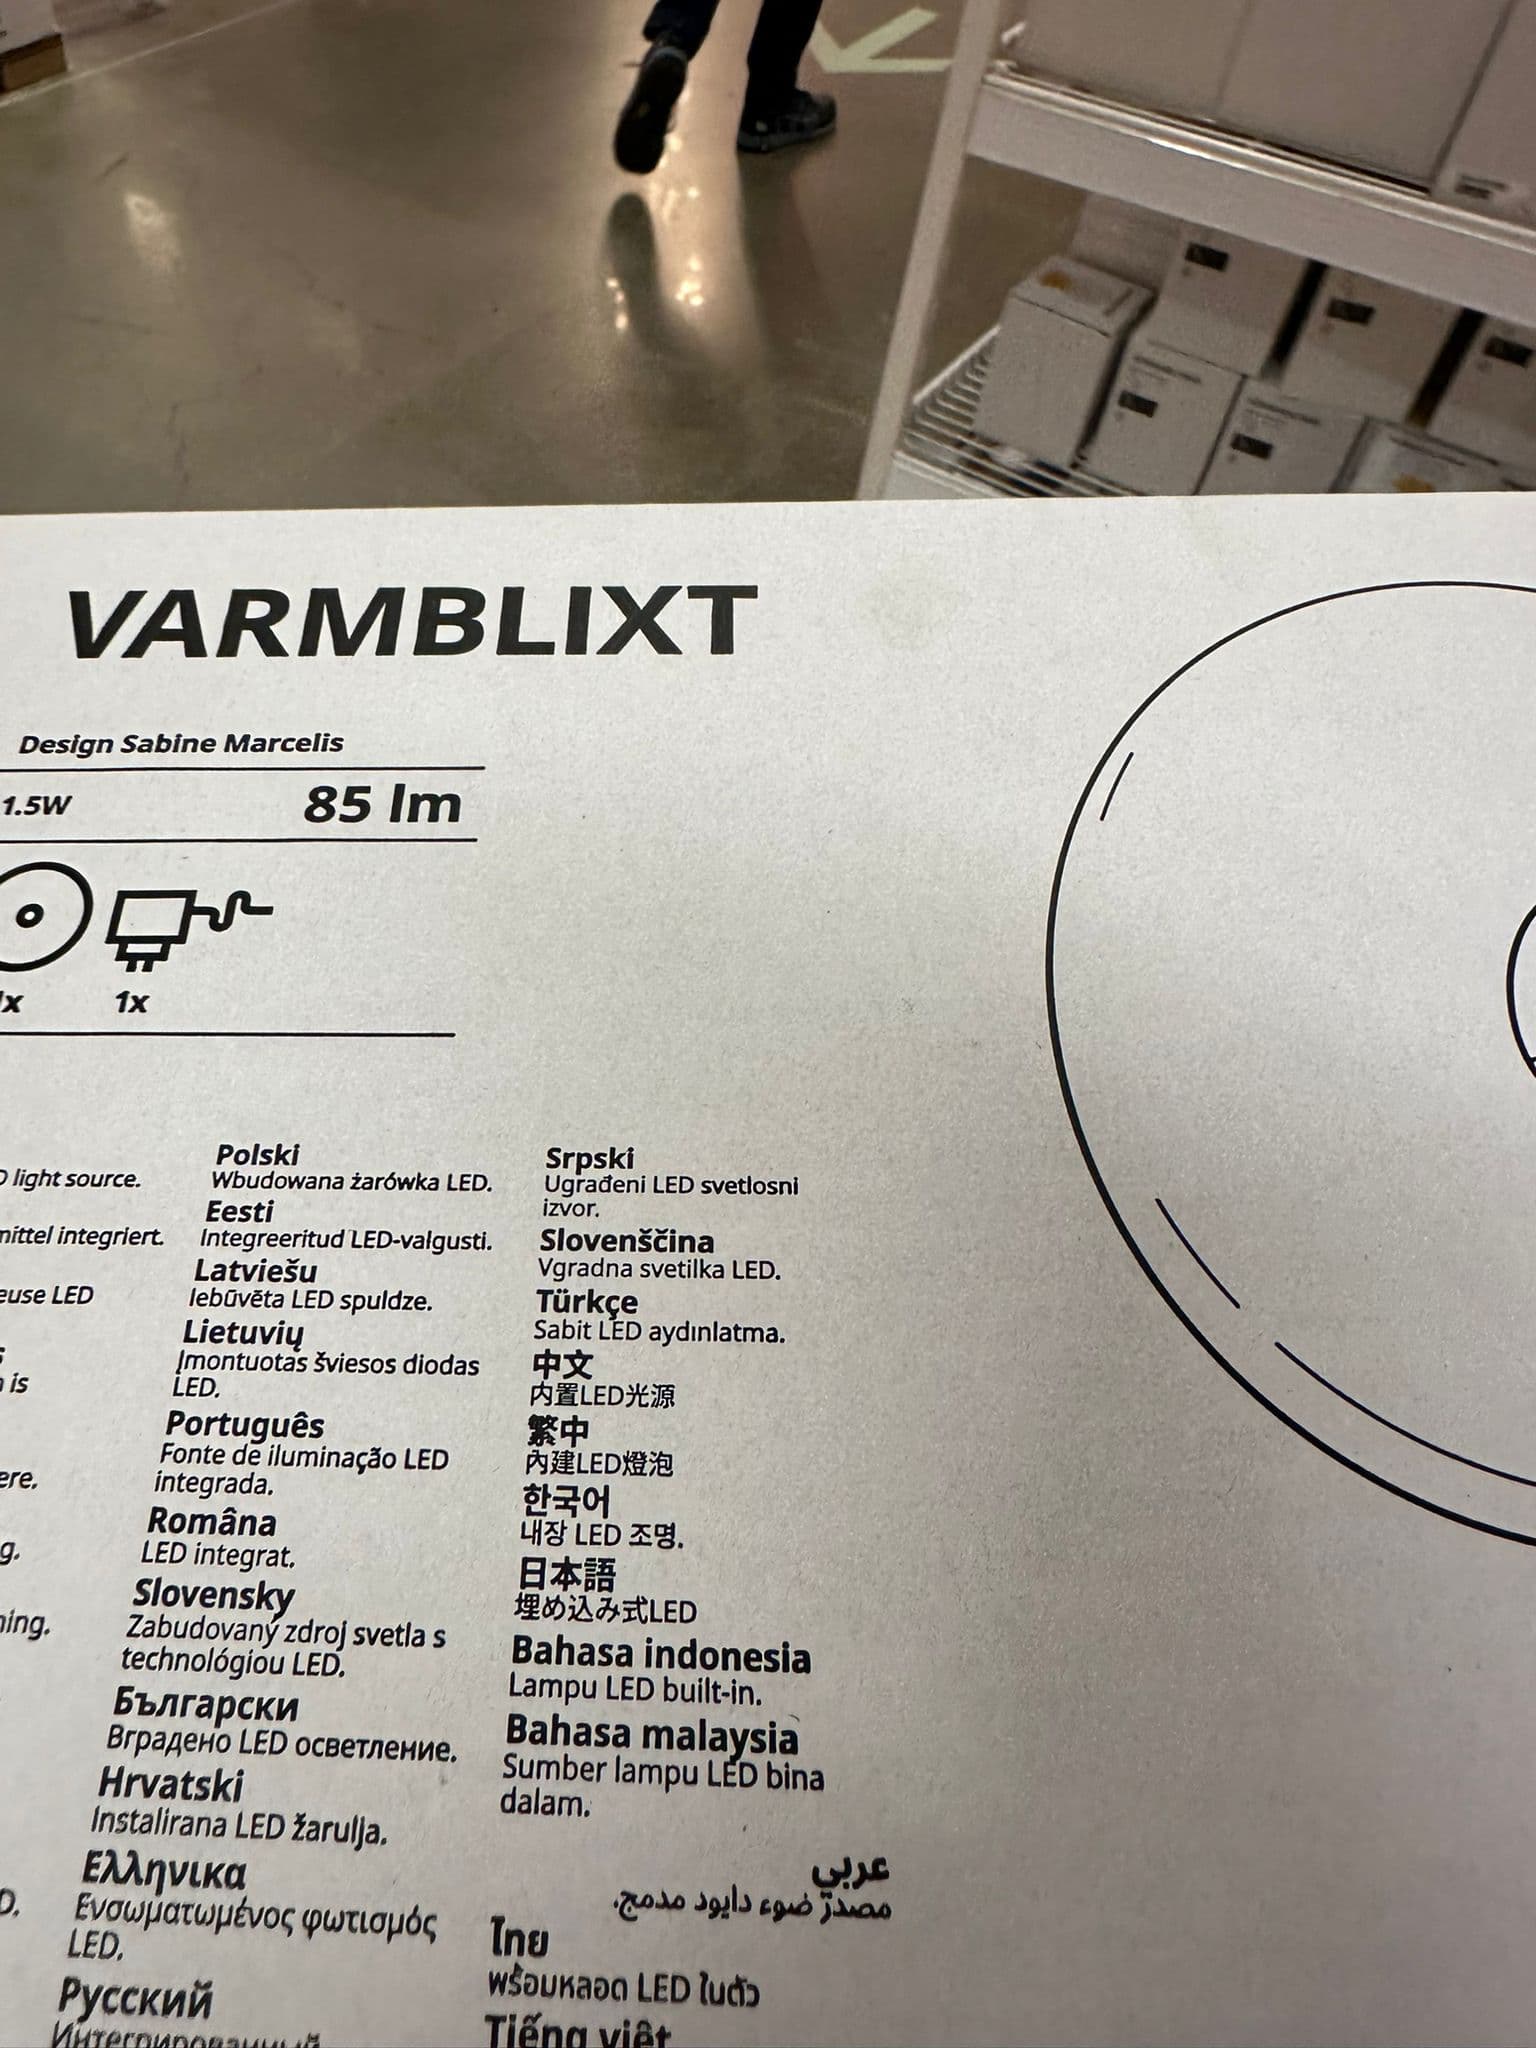 VARMBLIXT
Design Sabine Marcelis
1.5W 85 lm
1x
light source.
integriert.
LED
is
Polski
Wbudowana żarówka LED.
Eesti
Integreeritud LED-valgusti.
Latviešu
Iebūvēta LED spuldze.
Lietuvių
Įmontuotas šviesos diodas
LED.
Português
Fonte de iluminação LED
integrada.
Româna
LED integrat.
Slovensky
Zabudovaný zdroj svetla s
technológiou LED.
Български
Вградено LED осветление.
Hrvatski
Instalirana LED žarulja.
Ελληνικα
Ενσωματωμένος φωτισμός
LED.
Русский
Интегрированный
Srpski
Ugrađeni LED svetlosni
izvor.
Slovenščina
Vgradna svetilka LED.
Türkçe
Sabit LED aydınlatma.
中文
内置LED光源
繁中
內建LED燈泡
한국어
내장 LED 조명.
日本語
埋め込み式LED
Bahasa indonesia
Lampu LED built-in.
Bahasa malaysia
Sumber lampu LED bina
dalam.
عربي
مصدر ضوء دايود مدمج.
ไทย
พร้อมหลอด LED ในตัว
Tiếng việt